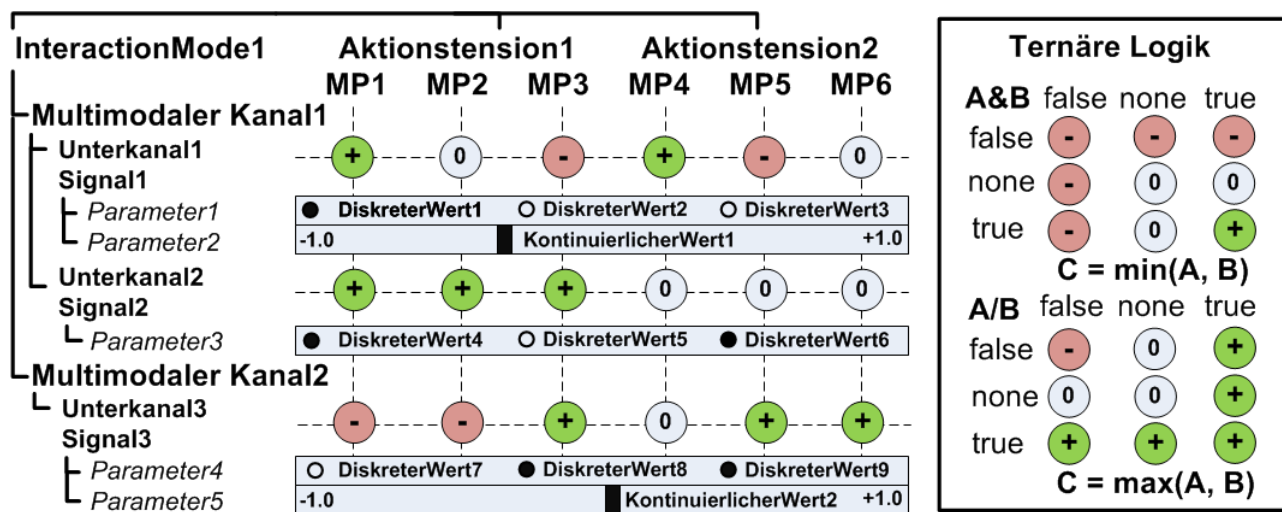 InteractionMode1 Aktionstension1 Aktionstension2
MP1 MP2 MP3 MP4 MP5 MP6
Multimodaler Kanal1
Unterkanal1
+ 0 - + - 0
Signal1
Parameter1 DiskreterWert1 DiskreterWert2 DiskreterWert3
Parameter2 -1.0 KontinuierlicherWert1 +1.0
Unterkanal2
+ + + 0 0 0
Signal2
Parameter3 DiskreterWert4 DiskreterWert5 DiskreterWert6
Multimodaler Kanal2
Unterkanal3
- - + 0 + +
Signal3
Parameter4 DiskreterWert7 DiskreterWert8 DiskreterWert9
Parameter5 -1.0 KontinuierlicherWert2 +1.0
Ternäre Logik
A&B false none true
false - - -
none - 0 0
true - 0 +
C = min(A, B)
A/B false none true
false - 0 +
none 0 0 +
true + + +
C = max(A, B)